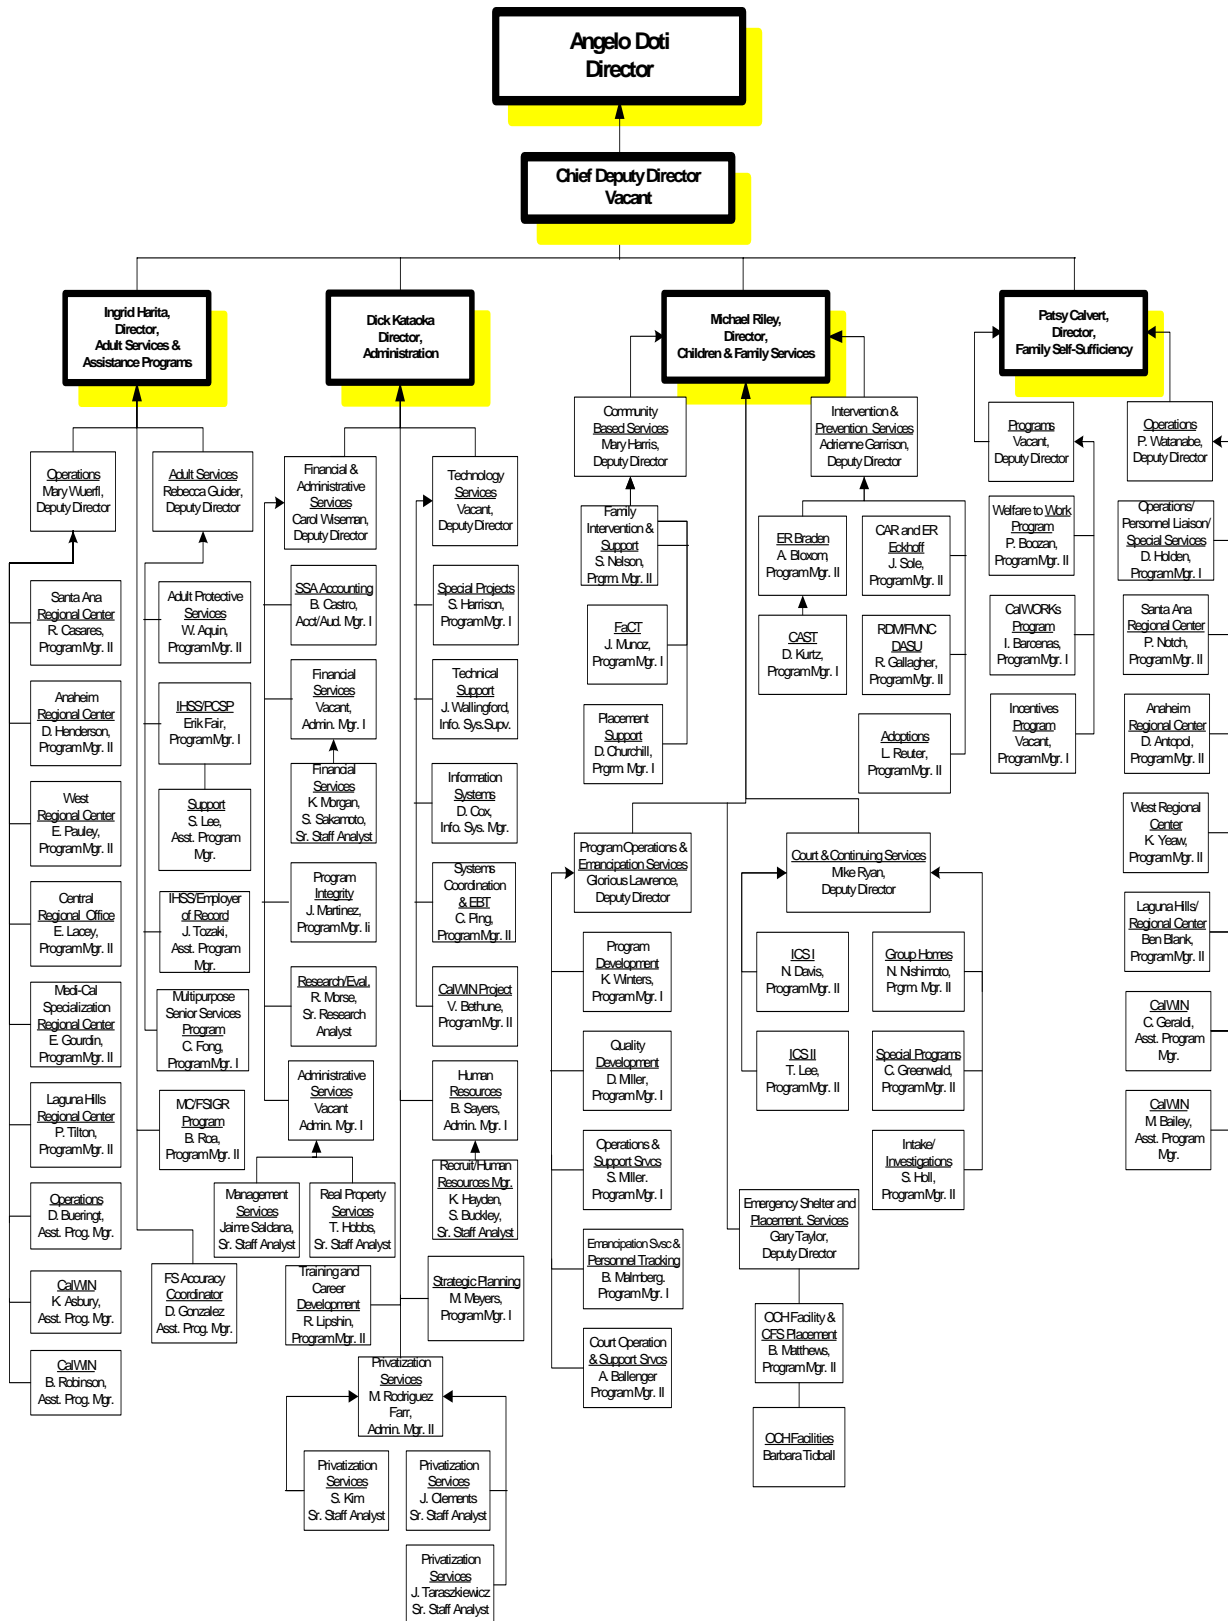 Angelo Doti
Director
Chief Deputy Director
Vacant
Ingrid Harita,
Director,
Adult Services &
Assistance Programs
Dick Kataoka
Director,
Administration
Michael Riley,
Director,
Children & Family Services
Patsy Calvert,
Director,
Family Self-Sufficiency
Operations
Mary Wuerfl,
Deputy Director
Santa Ana
Regional Center
R. Casares,
Program Mgr. II
Anaheim
Regional Center
D. Henderson,
Program Mgr. II
West
Regional Center
E. Pauley,
Program Mgr. II
Central
Regional Office
E. Lacey,
Program Mgr. II
Medi-Cal
Specialization
Regional Center
E. Gourdin,
Program Mgr. II
Laguna Hills
Regional Center
P. Tilton,
Program Mgr. II
Operations
D. Bueringt,
Asst. Prog. Mgr.
CalWIN
K. Asbury,
Asst. Prog. Mgr.
CalWIN
B. Robinson,
Asst. Prog. Mgr.
Adult Services
Rebecca Guider,
Deputy Director
Adult Protective
Services
W. Aquin,
Program Mgr. II
IHSS/PCSP
Erik Fair,
Program Mgr. I
Support
S. Lee,
Asst. Program
Mgr.
IHSS/Employer
of Record
J. Tozaki,
Asst. Program
Mgr.
Multipurpose
Senior Services
Program
C. Fong,
Program Mgr. I
MC/FSIGR
Program
B. Roa,
Program Mgr. II
FS Accuracy
Coordinator
D. Gonzalez
Asst. Prog. Mgr.
Financial &
Administrative
Services
Carol Wiseman,
Deputy Director
SSA Accounting
B. Castro,
Acct/Aud. Mgr. I
Financial
Services
Vacant,
Admin. Mgr. I
Financial
Services
K. Morgan,
S. Sakamoto,
Sr. Staff Analyst
Program
Integrity
J. Martinez,
Program Mgr. Ii
Research/Eval.
R. Morse,
Sr. Research
Analyst
Administrative
Services
Vacant
Admin. Mgr. I
Management
Services
Jaime Saldana,
Sr. Staff Analyst
Real Property
Services
T. Hobbs,
Sr. Staff Analyst
Technology
Services
Vacant,
Deputy Director
Special Projects
S. Harrison,
Program Mgr. I
Technical
Support
J. Wallingford,
Info. Sys.Supv.
Information
Systems
D. Cox,
Info. Sys. Mgr.
Systems
Coordination
& EBT
C. Ping,
Program Mgr. II
CalWIN Project
V. Bethune,
Program Mgr. II
Human
Resources
B. Sayers,
Admin. Mgr. I
Recruit/Human
Resources Mgr.
K. Hayden,
S. Buckley,
Sr. Staff Analyst
Training and
Career
Development
R. Lipshin,
Program Mgr. II
Strategic Planning
M. Meyers,
Program Mgr. I
Privatization
Services
M. Rodriguez
Farr,
Admin. Mgr. II
Privatization
Services
S. Kim
Sr. Staff Analyst
Privatization
Services
J. Clements
Sr. Staff Analyst
Privatization
Services
J. Taraszkiewicz
Sr. Staff Analyst
Community
Based Services
Mary Harris,
Deputy Director
Family
Intervention &
Support
S. Nelson,
Prgrm. Mgr. II
FaCT
J. Munoz,
Program Mgr. I
Placement
Support
D. Churchill,
Prgrm. Mgr. I
Intervention &
Prevention Services
Adrienne Garrison,
Deputy Director
ER Braden
A. Bloxom,
Program Mgr. II
CAST
D. Kurtz,
Program Mgr. I
CAR and ER
Eckhoff
J. Sole,
Program Mgr. II
RDM/FMNC
DASU
R. Gallagher,
Program Mgr. II
Adoptions
L. Reuter,
Program Mgr. II
Program Operations &
Emancipation Services
Glorious Lawrence,
Deputy Director
Program
Development
K. Winters,
Program Mgr. I
Quality
Development
D. Miller,
Program Mgr. I
Operations &
Support Srvcs
S. Miller.
Program Mgr. I
Emancipation Svsc &
Personnel Tracking
B. Malmberg.
Program Mgr. I
Court Operation
& Support Srvcs
A. Ballenger
Program Mgr. II
Court & Continuing Services
Mike Ryan,
Deputy Director
ICS I
N. Davis,
Program Mgr. II
ICS II
T. Lee,
Program Mgr. II
Group Homes
N. Nishimoto,
Prgrm. Mgr. II
Special Programs
C. Greenwald,
Program Mgr. II
Intake/
Investigations
S. Holl,
Program Mgr. II
Emergency Shelter and
Placement. Services
Gary Taylor,
Deputy Director
OCH Facility &
CFS Placement
B. Matthews,
Program Mgr. II
OCH Facilities
Barbara Tidball
Programs
Vacant,
Deputy Director
Welfare to Work
Program
P. Boozan,
Program Mgr. II
CalWORKs
Program
I. Barcenas,
Program Mgr. I
Incentives
Program
Vacant,
Program Mgr. I
Operations
P. Watanabe,
Deputy Director
Operations/
Personnel Liaison/
Special Services
D. Holden,
Program Mgr. I
Santa Ana
Regional Center
P. Notch,
Program Mgr. II
Anaheim
Regional Center
D. Antopol,
Program Mgr. II
West Regional
Center
K. Yeaw,
Program Mgr. II
Laguna Hills/
Regional Center
Ben Blank,
Program Mgr. II
CalWIN
C. Geraldi,
Asst. Program
Mgr.
CalWIN
M. Bailey,
Asst. Program
Mgr.